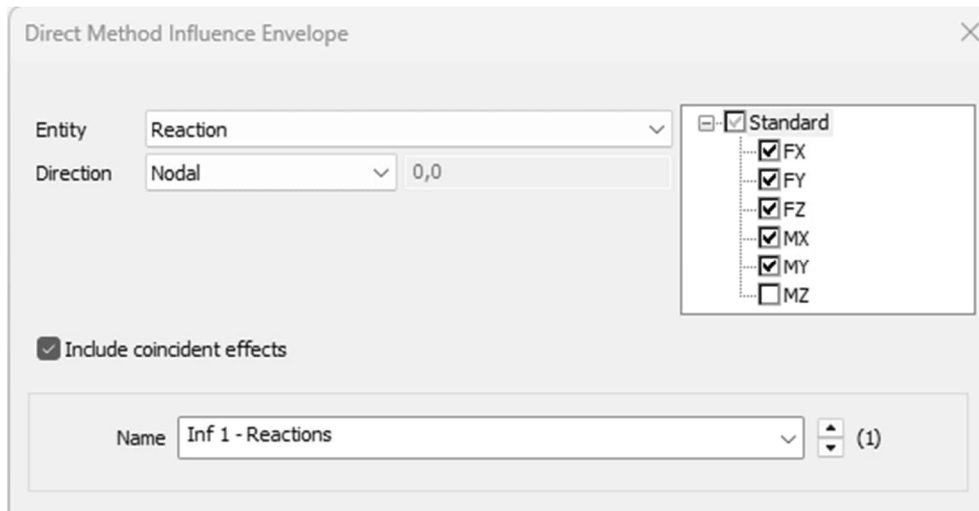 Direct Method Influence Envelope
Entity Reaction
Standard
FX
Direction Nodal 0,0
FY
FZ
MX
MY
MZ
Include coincident effects
Name Inf 1 - Reactions (1)